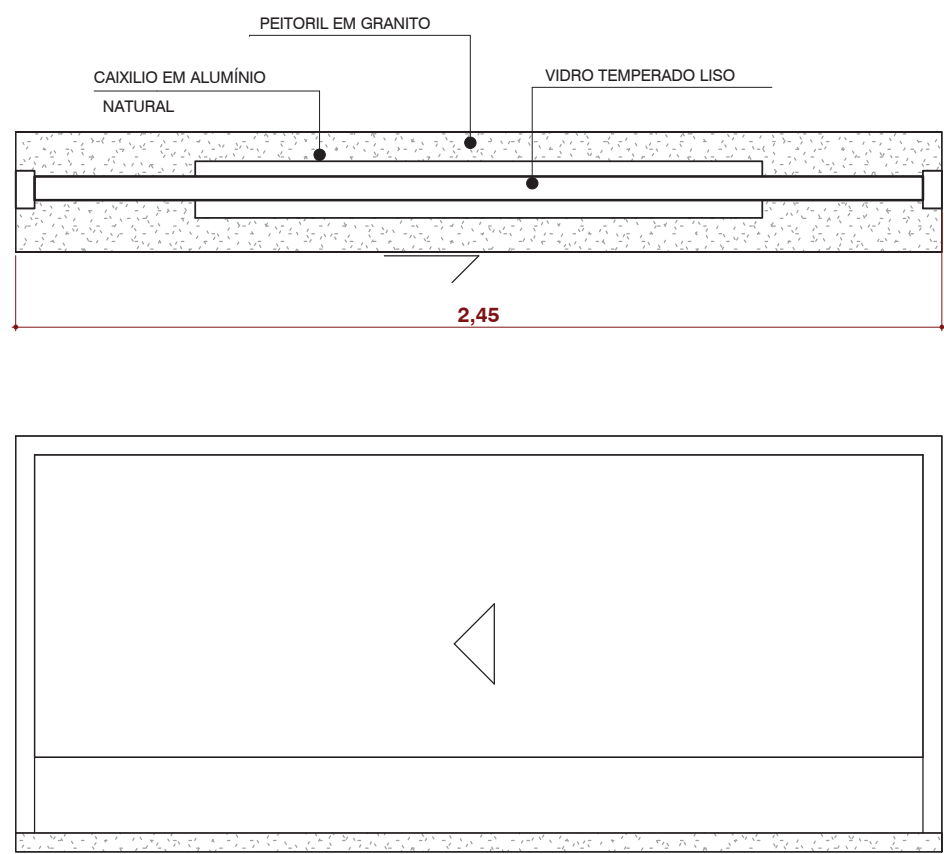 PEITORIL EM GRANITO
CAIXILIO EM ALUMÍNIO
NATURAL
VIDRO TEMPERADO LISO
2,45